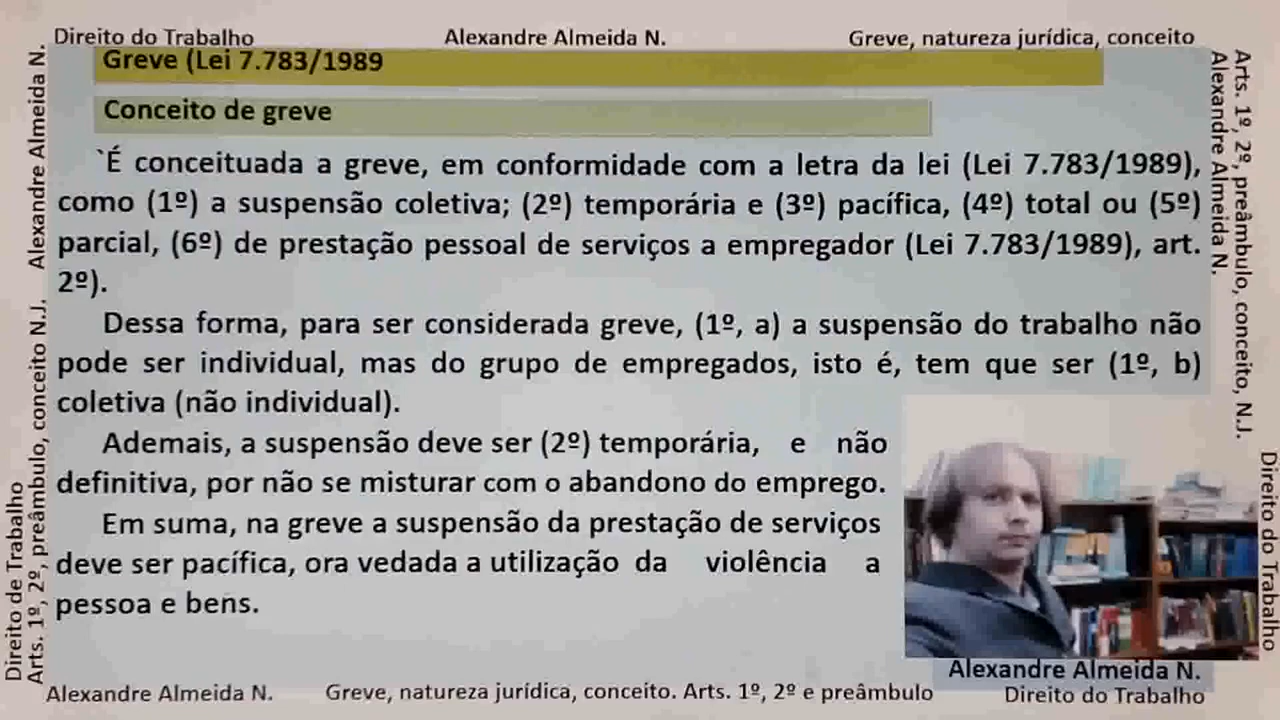 Direito do Trabalho
Alexandre Almeida N.
Greve, natureza jurídica, conceito
Greve (Lei 7.783/1989
Conceito de greve
`É conceituada a greve, em conformidade com a letra da lei (Lei 7.783/1989),
como (1º) a suspensão coletiva; (2º) temporária e (3º) pacífica, (4º) total ou (5º)
parcial, (6º) de prestação pessoal de serviços a empregador (Lei 7.783/1989), art.
2º).
Dessa forma, para ser considerada greve, (1º, a) a suspensão do trabalho não
pode ser individual, mas do grupo de empregados, isto é, tem que ser (1º, b)
coletiva (não individual).
Ademais, a suspensão deve ser (2º) temporária, e não
definitiva, por não se misturar com o abandono do emprego.
Em suma, na greve a suspensão da prestação de serviços
deve ser pacífica, ora vedada a utilização da violência a
pessoa e bens.
Alexandre Almeida N.
Direito do Trabalho
Alexandre Almeida N.
Greve, natureza jurídica, conceito. Arts. 1º, 2º e preâmbulo
Direito de Trabalho
Arts. 1º, 2º, preâmbulo, conceito N.J. Alexandre Almeida N.
Arts. 1º, 2º, preâmbulo, conceito, N.J.
Alexandre Almeida N.
Direito do Trabalho